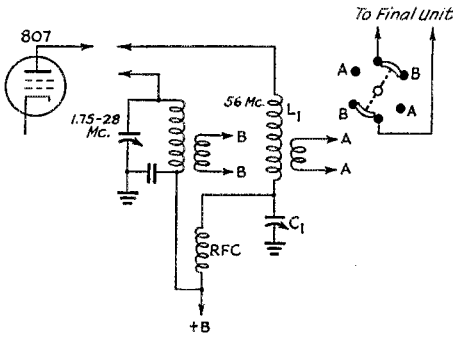 To Final Unit
807
A
B
B
A
1.75-28
Mc.
56 Mc.
L1
B
B
A
A
C1
RFC
+B